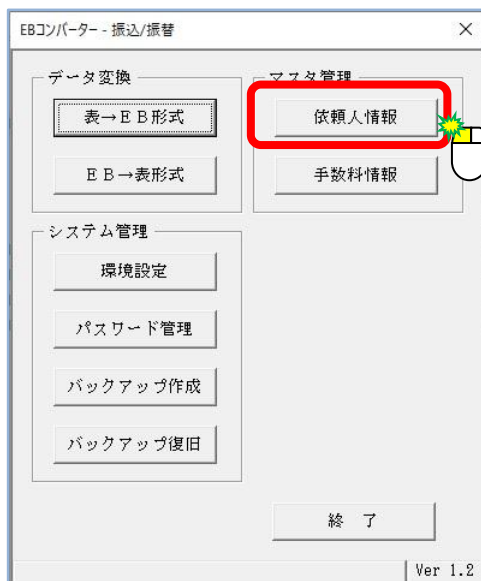 EBコンバーター - 振込/振替
データ変換
表→ＥＢ形式
ＥＢ→表形式
マスタ管理
依頼人情報
手数料情報
システム管理
環境設定
パスワード管理
バックアップ作成
バックアップ復旧
終　了
Ver 1.2